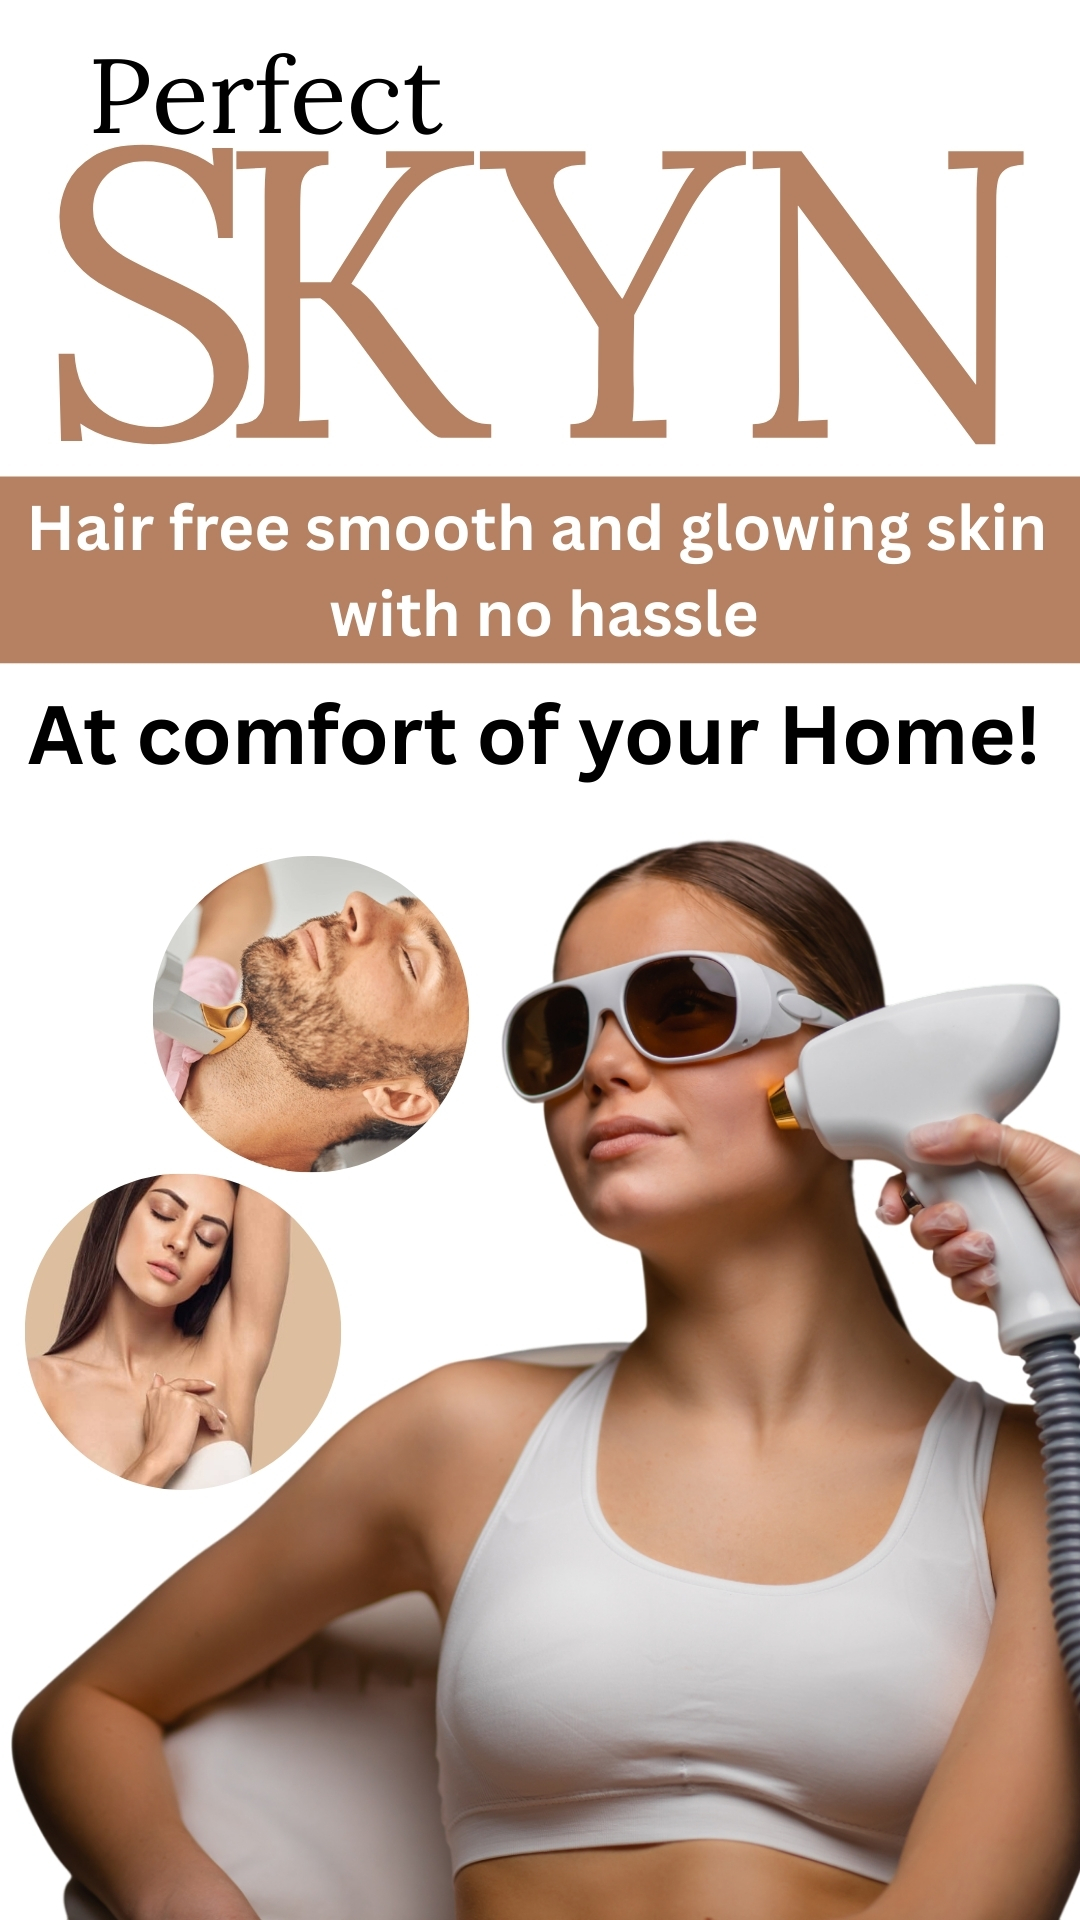 Perfect
SKYN
Hair free smooth and glowing skin
with no hassle
At comfort of your Home!